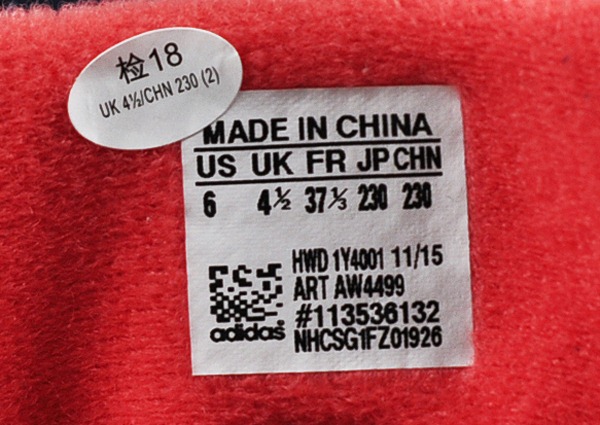 检18
UK 4½/CHN 230 (2)
MADE IN CHINA
US UK FR JP CHN
6 4½ 37⅓ 230 230
HWD 1Y4001 11/15
ART AW4499
#113536132
adidas®
NHCSG1FZ01926